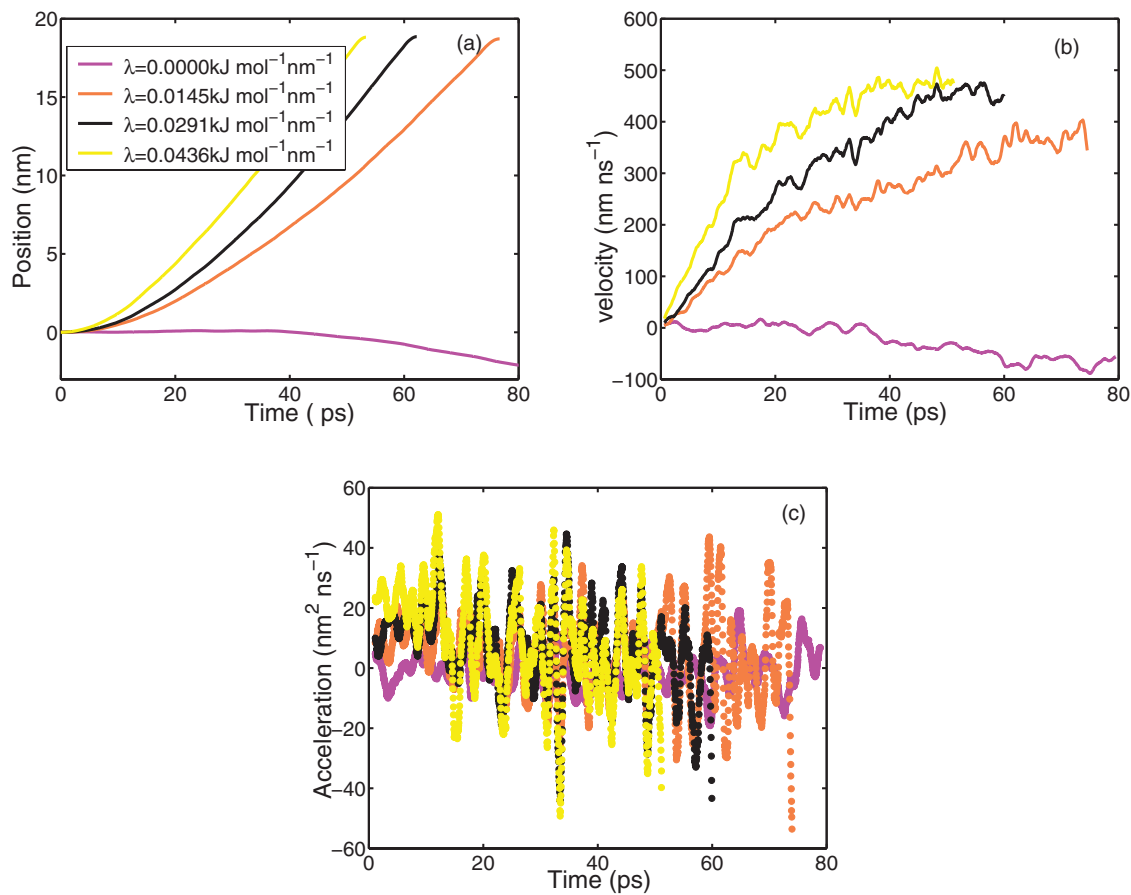 (a)
20
15
10
5
0
Position (nm)
λ=0.0000kJ mol⁻¹nm⁻¹
λ=0.0145kJ mol⁻¹nm⁻¹
λ=0.0291kJ mol⁻¹nm⁻¹
λ=0.0436kJ mol⁻¹nm⁻¹
0 20 40 60 80
Time ( ps)
(b)
600
500
400
300
200
100
0
−100
velocity (nm ns⁻¹)
0 20 40 60 80
Time (ps)
(c)
60
40
20
0
−20
−40
−60
Acceleration (nm² ns⁻¹)
0 20 40 60 80
Time (ps)